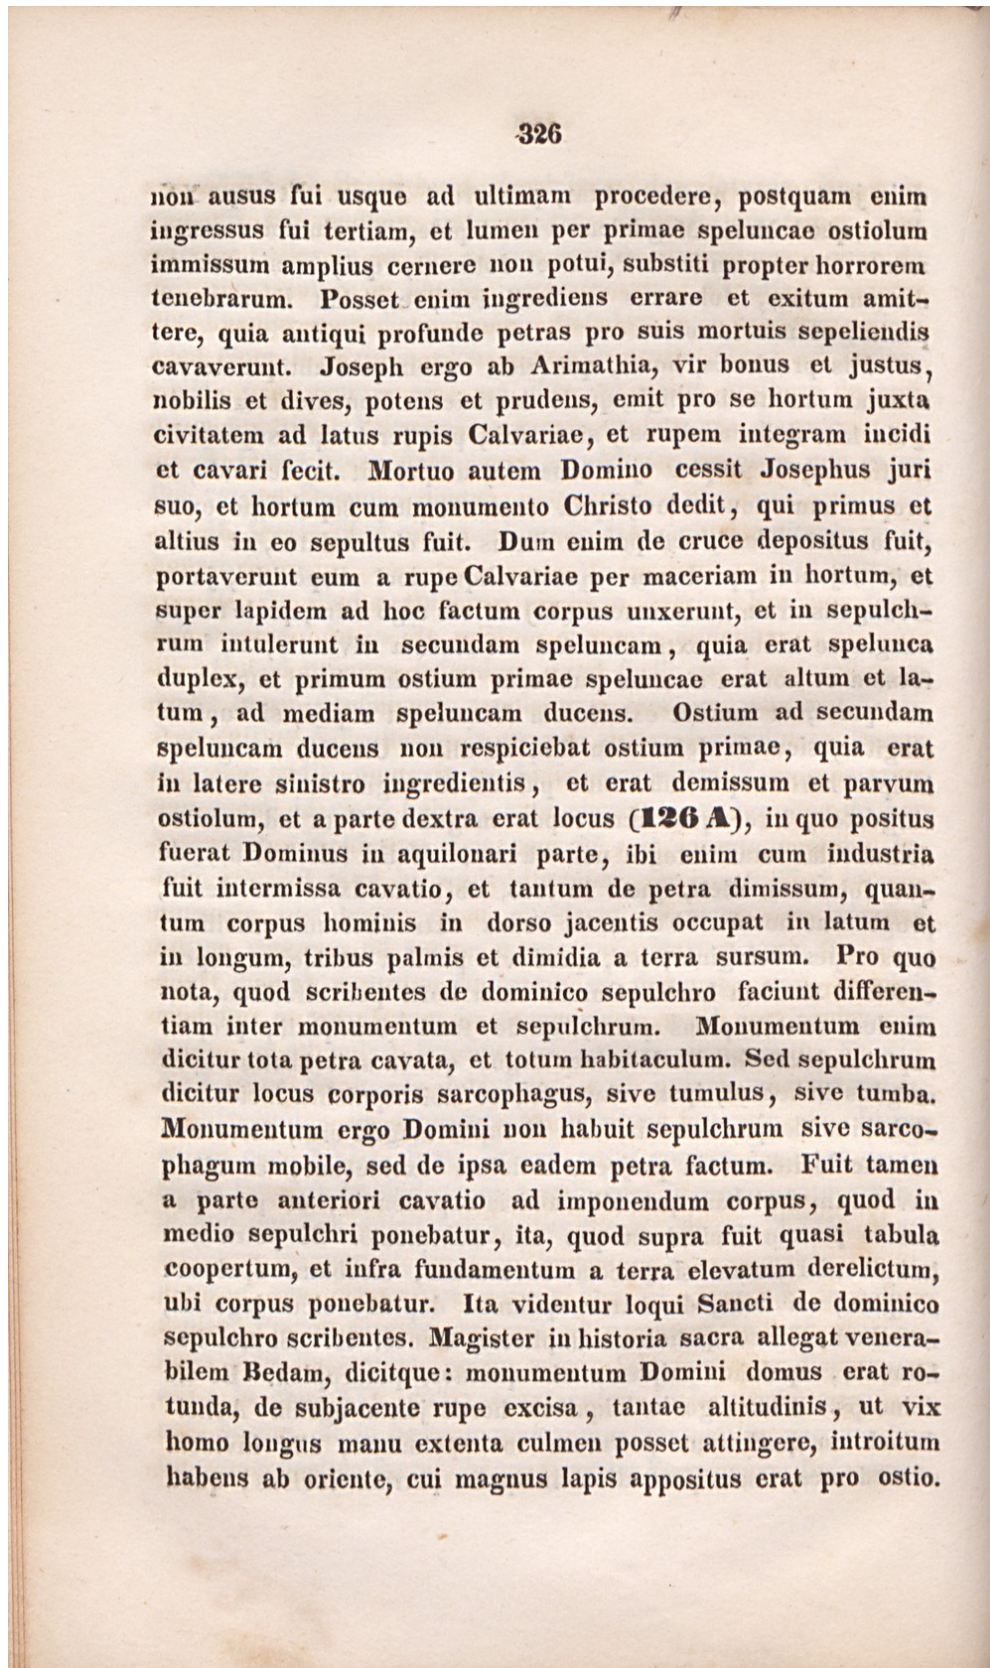 326
non ausus fui usque ad ultimam procedere, postquam enim
ingressus fui tertiam, et lumen per primae speluncae ostiolum
immissum amplius cernere non potui, substiti propter horrorem
tenebrarum. Posset enim ingrediens errare et exitum amit-
tere, quia antiqui profunde petras pro suis mortuis sepeliendis
cavaverunt. Joseph ergo ab Arimathia, vir bonus et justus,
nobilis et dives, potens et prudens, emit pro se hortum juxta
civitatem ad latus rupis Calvariae, et rupem integram incidi
et cavari fecit. Mortuo autem Domino cessit Josephus juri
suo, et hortum cum monumento Christo dedit, qui primus et
altius in eo sepultus fuit. Dum enim de cruce depositus fuit,
portaverunt eum a rupe Calvariae per maceriam in hortum, et
super lapidem ad hoc factum corpus unxerunt, et in sepulch-
rum intulerunt in secundam speluncam, quia erat spelunca
duplex, et primum ostium primae speluncae erat altum et la-
tum, ad mediam speluncam ducens. Ostium ad secundam
speluncam ducens non respiciebat ostium primae, quia erat
in latere sinistro ingredientis, et erat demissum et parvum
ostiolum, et a parte dextra erat locus (126 A), in quo positus
fuerat Dominus in aquilonari parte, ibi enim cum industria
fuit intermissa cavatio, et tantum de petra dimissum, quan-
tum corpus hominis in dorso jacentis occupat in latum et
in longum, tribus palmis et dimidia a terra sursum. Pro quo
nota, quod scribentes de dominico sepulchro faciunt differen-
tiam inter monumentum et sepulchrum. Monumentum enim
dicitur tota petra cavata, et totum habitaculum. Sed sepulchrum
dicitur locus corporis sarcophagus, sive tumulus, sive tumba.
Monumentum ergo Domini non habuit sepulchrum sive sarco-
phagum mobile, sed de ipsa eadem petra factum. Fuit tamen
a parte anteriori cavatio ad imponendum corpus, quod in
medio sepulchri ponebatur, ita, quod supra fuit quasi tabula
coopertum, et infra fundamentum a terra elevatum derelictum,
ubi corpus ponebatur. Ita videntur loqui Sancti de dominico
sepulchro scribentes. Magister in historia sacra allegat venera-
bilem Bedam, dicitque: monumentum Domini domus erat ro-
tunda, de subjacente rupe excisa, tantae altitudinis, ut vix
homo longus manu extenta culmen posset attingere, introitum
habens ab oriente, cui magnus lapis appositus erat pro ostio.